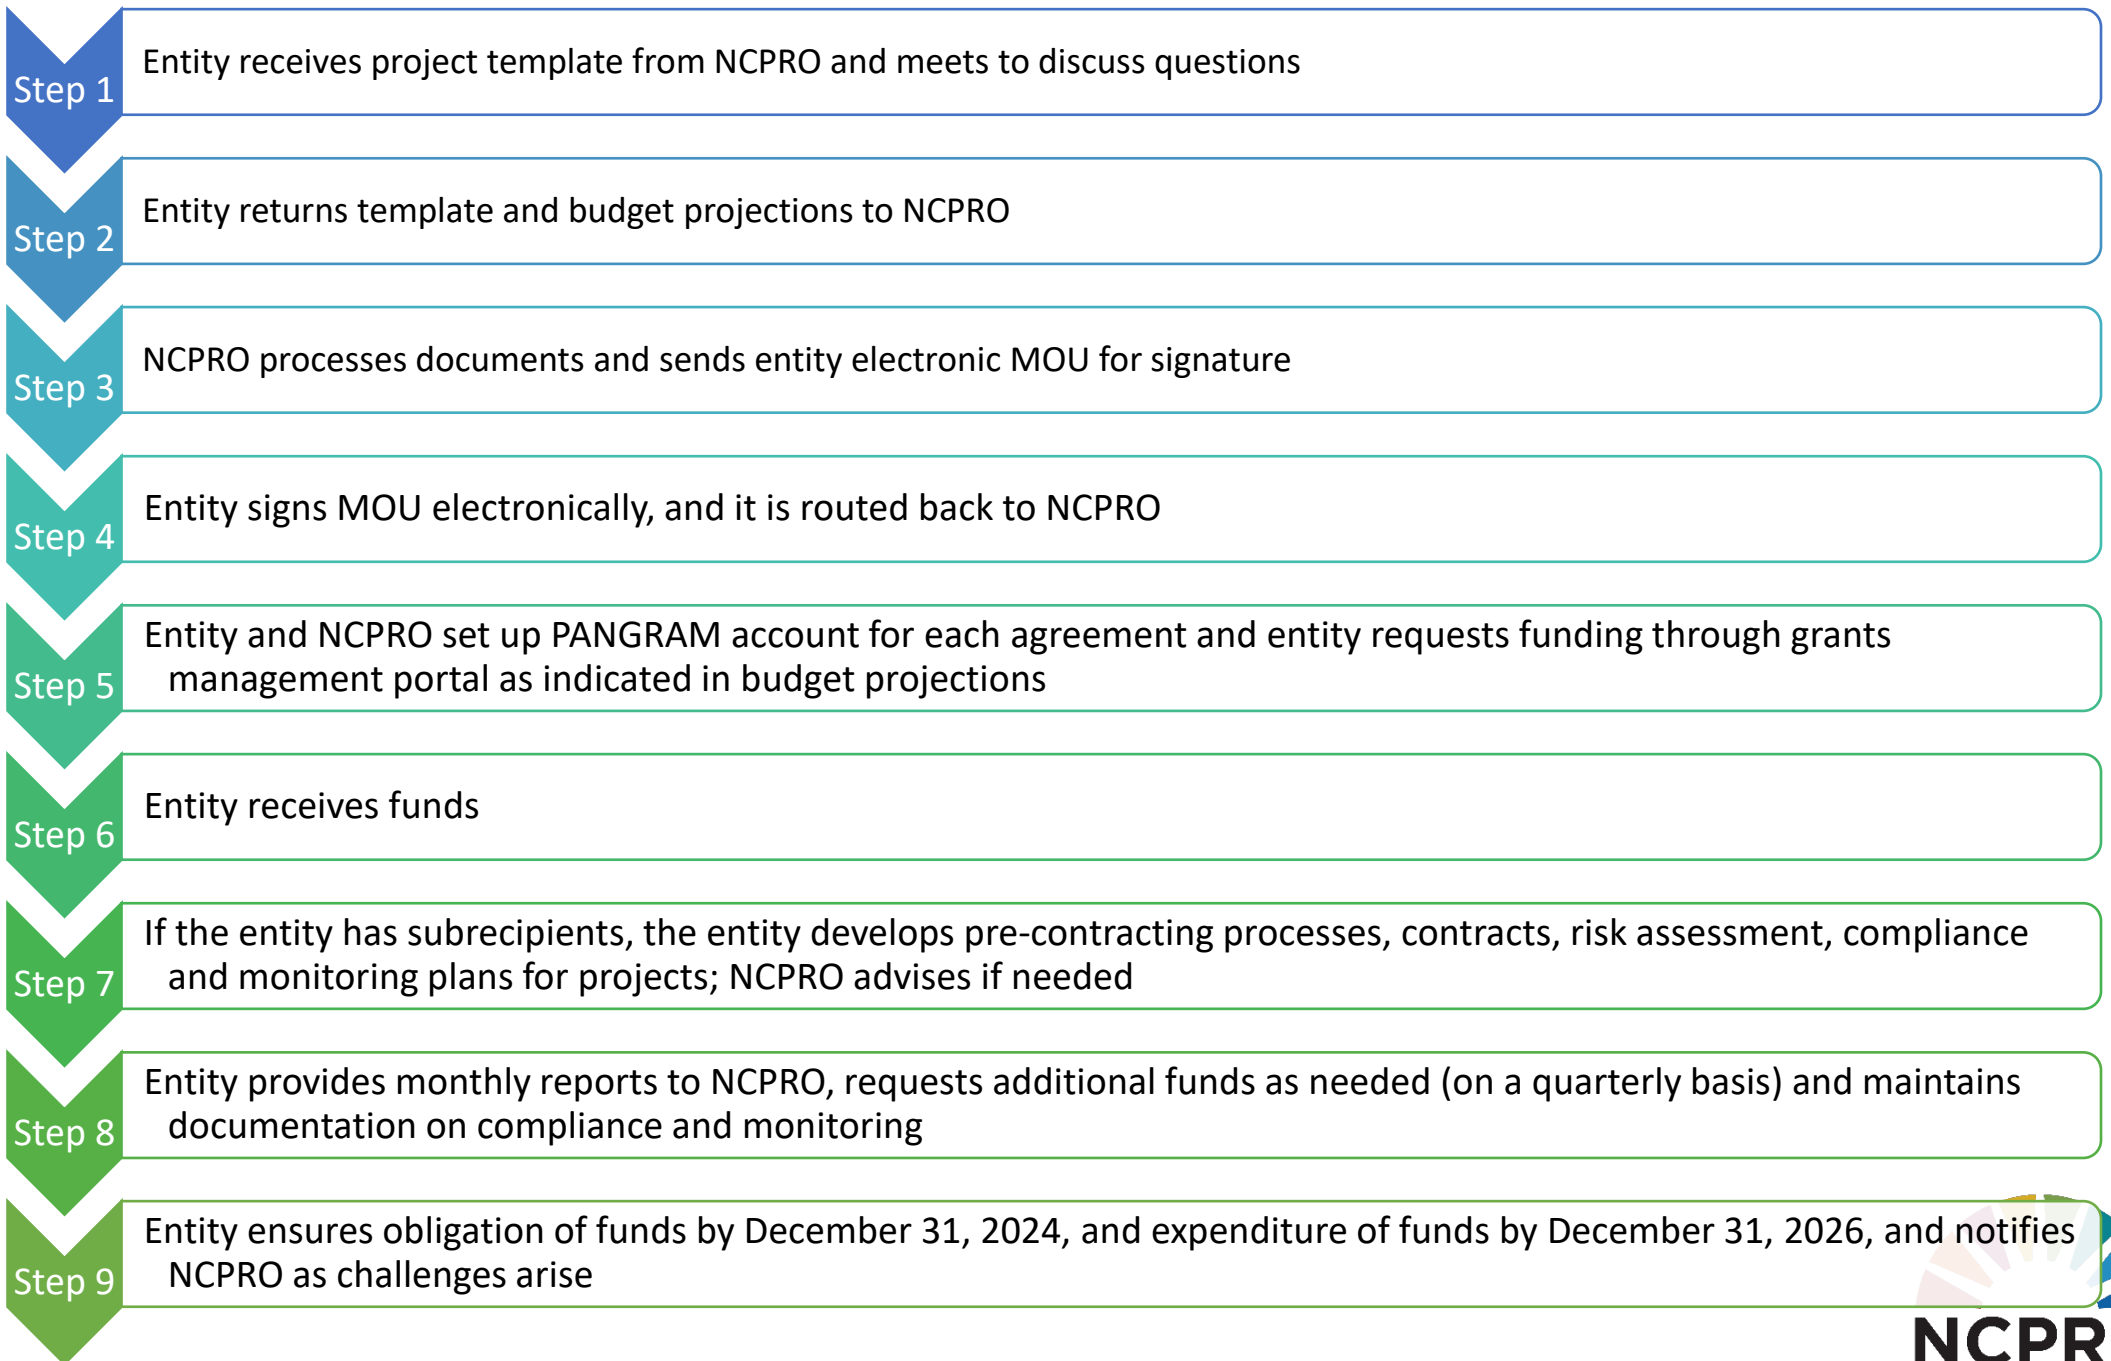 Step 1
Entity receives project template from NCPRO and meets to discuss questions
Step 2
Entity returns template and budget projections to NCPRO
Step 3
NCPRO processes documents and sends entity electronic MOU for signature
Step 4
Entity signs MOU electronically, and it is routed back to NCPRO
Step 5
Entity and NCPRO set up PANGRAM account for each agreement and entity requests funding through grants
management portal as indicated in budget projections
Step 6
Entity receives funds
Step 7
If the entity has subrecipients, the entity develops pre-contracting processes, contracts, risk assessment, compliance
and monitoring plans for projects; NCPRO advises if needed
Step 8
Entity provides monthly reports to NCPRO, requests additional funds as needed (on a quarterly basis) and maintains
documentation on compliance and monitoring
Step 9
Entity ensures obligation of funds by December 31, 2024, and expenditure of funds by December 31, 2026, and notifies
NCPRO as challenges arise
NCPR